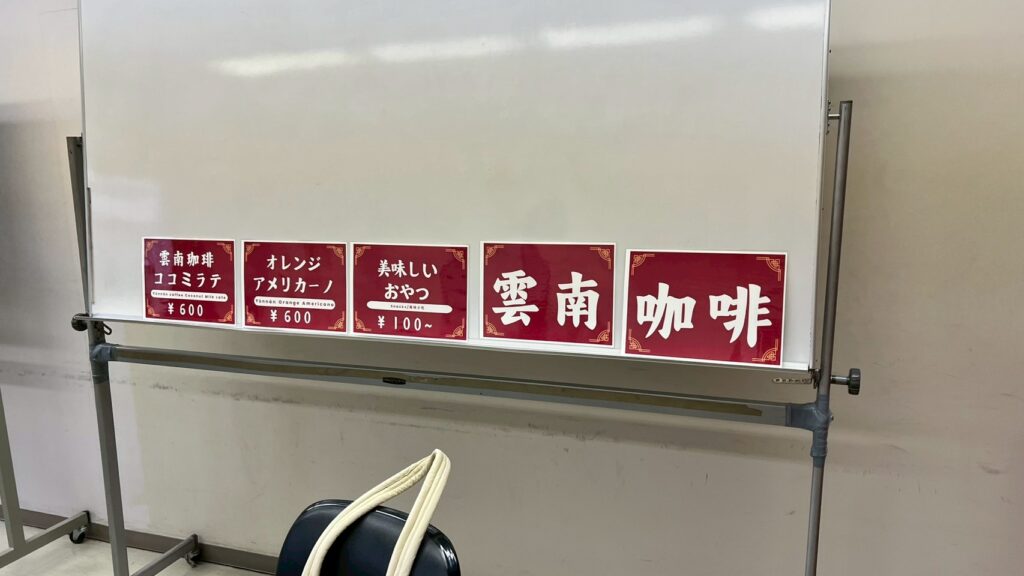 雲南珈琲
ココミラテ
Yunnan coffee Coconut Milk Latte
¥600
オレンジ
アメリカーノ
Yunnan Orange Americano
¥600
美味しい
おやつ
¥100~
雲南
咖啡